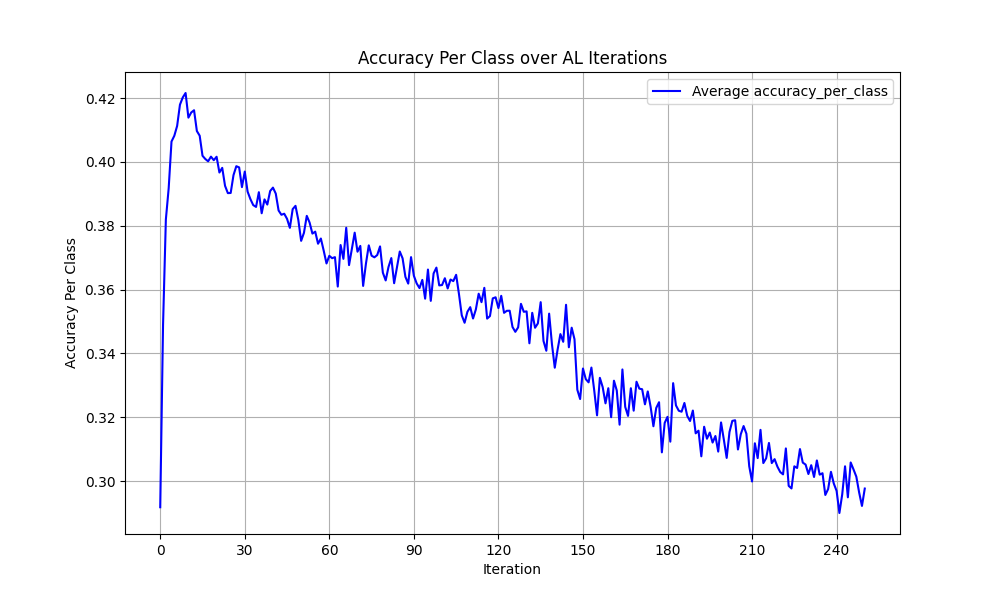 Accuracy Per Class over AL Iterations
Average accuracy_per_class
Accuracy Per Class
0.42
0.40
0.38
0.36
0.34
0.32
0.30
0 30 60 90 120 150 180 210 240
Iteration